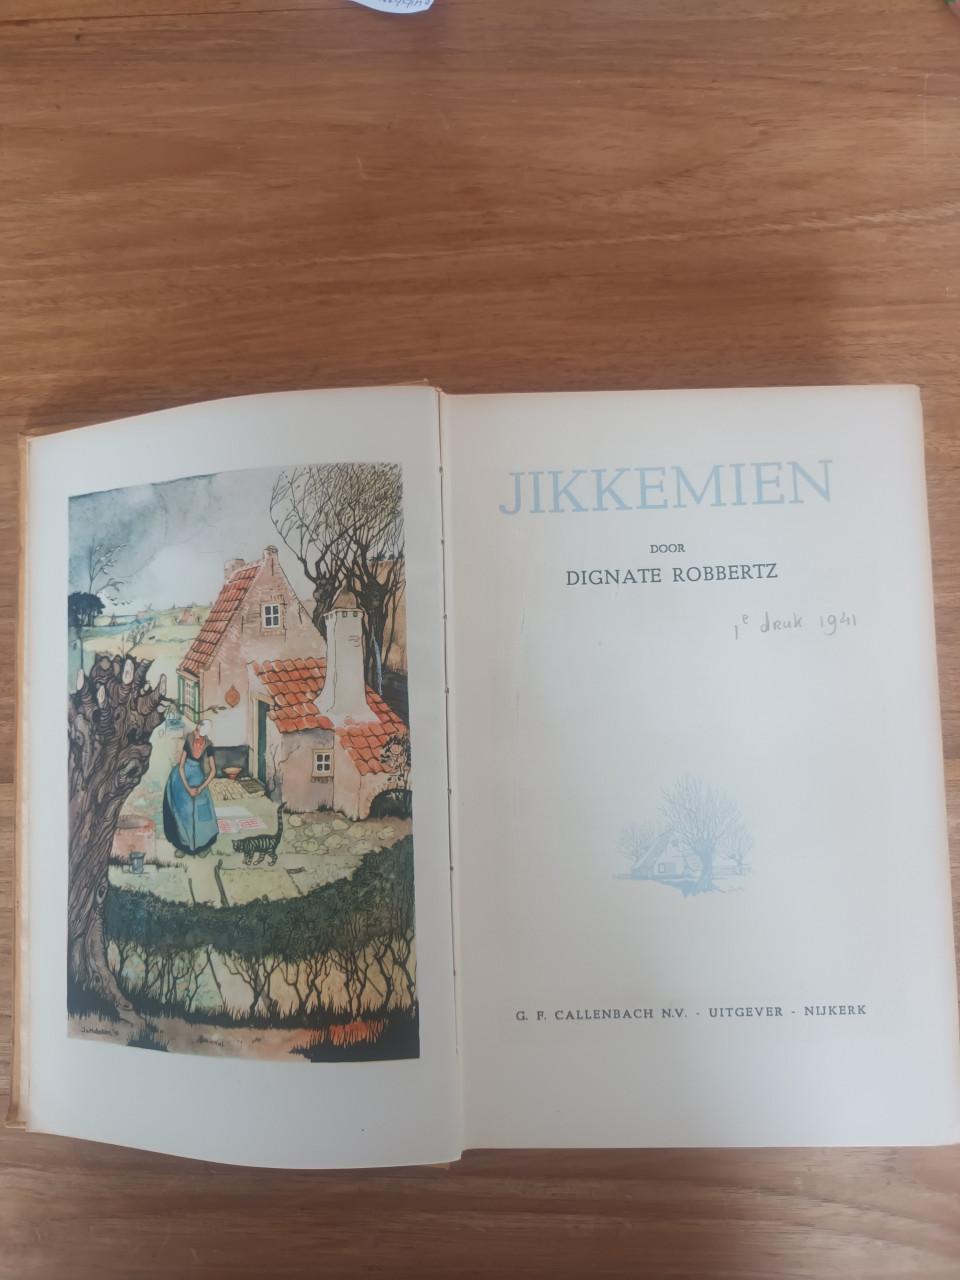 JIKKEMIEN
DOOR
DIGNATE ROBBERTZ
1e druk 1941
G. F. CALLENBACH N.V. - UITGEVER - NIJKERK